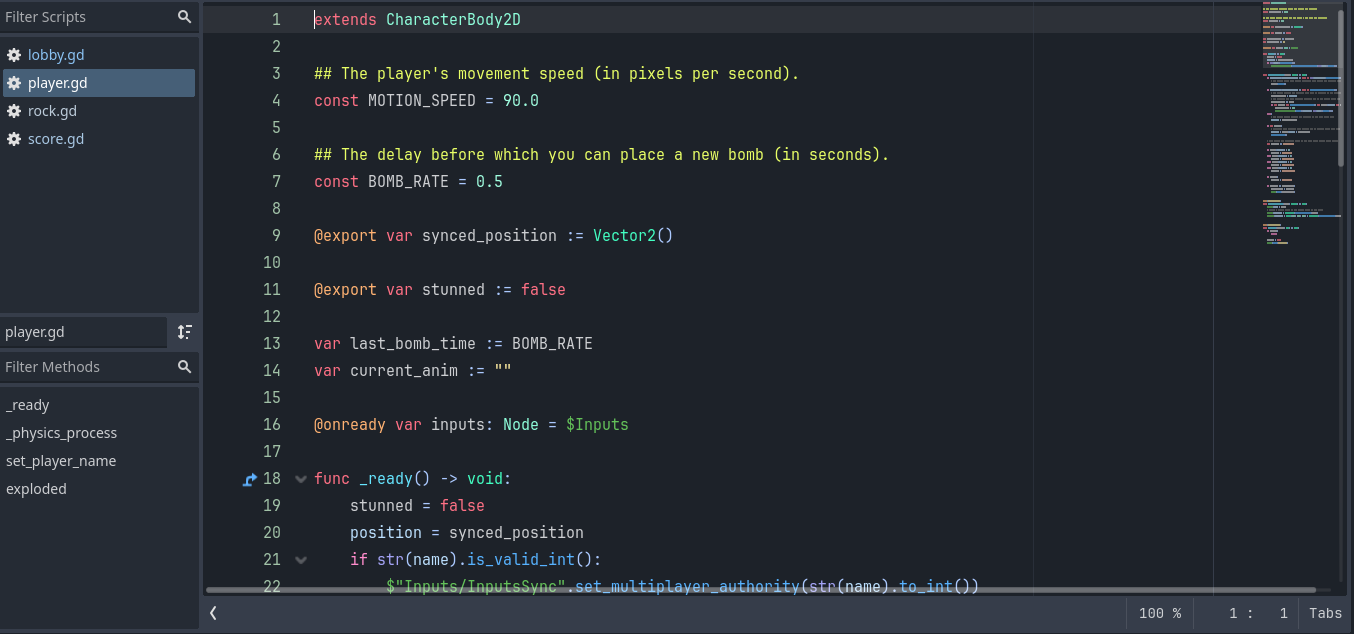 Filter Scripts
lobby.gd
player.gd
rock.gd
score.gd
player.gd
Filter Methods
_ready
_physics_process
set_player_name
exploded
1 extends CharacterBody2D
2
3 ## The player's movement speed (in pixels per second).
4 const MOTION_SPEED = 90.0
5
6 ## The delay before which you can place a new bomb (in seconds).
7 const BOMB_RATE = 0.5
8
9 @export var synced_position := Vector2()
10
11 @export var stunned := false
12
13 var last_bomb_time := BOMB_RATE
14 var current_anim := ""
15
16 @onready var inputs: Node = $Inputs
17
18 func _ready() -> void:
19 stunned = false
20 position = synced_position
21 if str(name).is_valid_int():
22 $"Inputs/InputsSync".set_multiplayer_authority(str(name).to_int())
100 % 1 : 1 Tabs